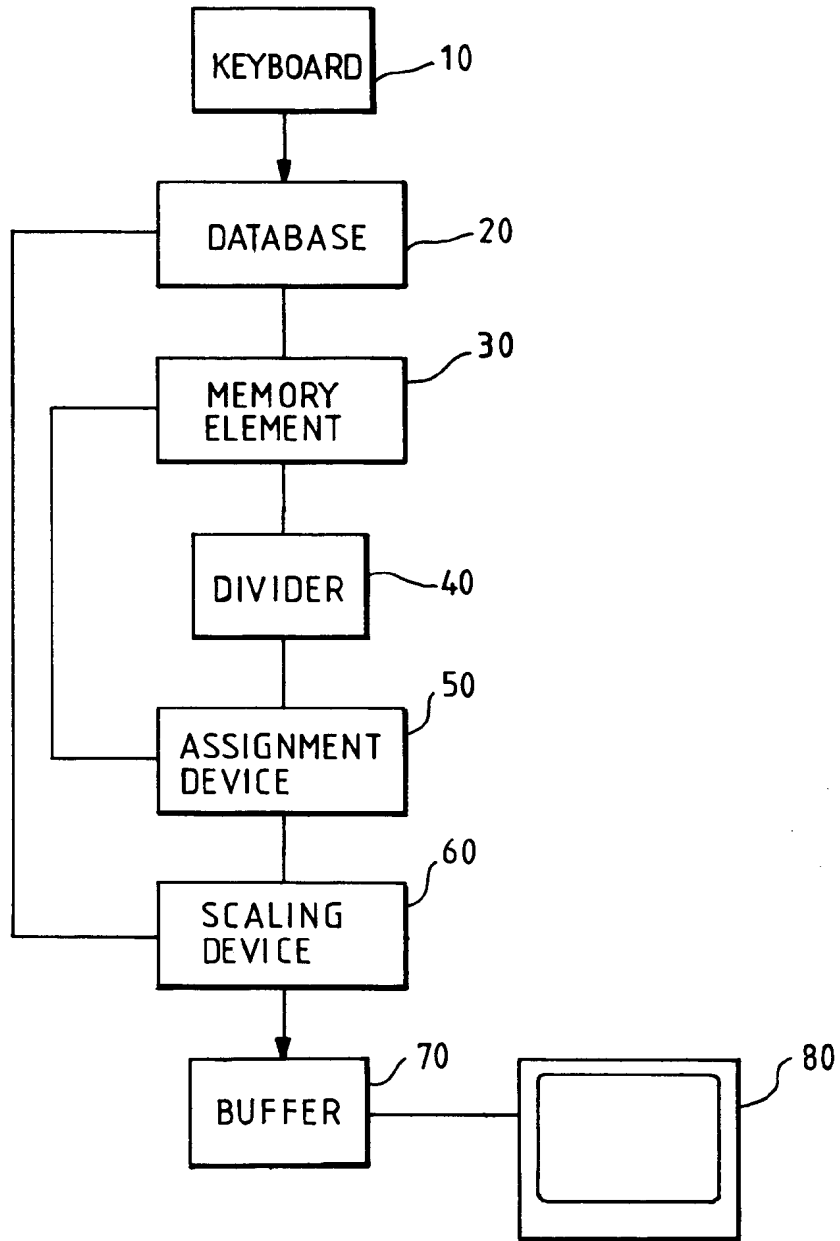 KEYBOARD
10
DATABASE
20
30
MEMORY
ELEMENT
DIVIDER
40
50
ASSIGNMENT
DEVICE
60
SCALING
DEVICE
70
BUFFER
80